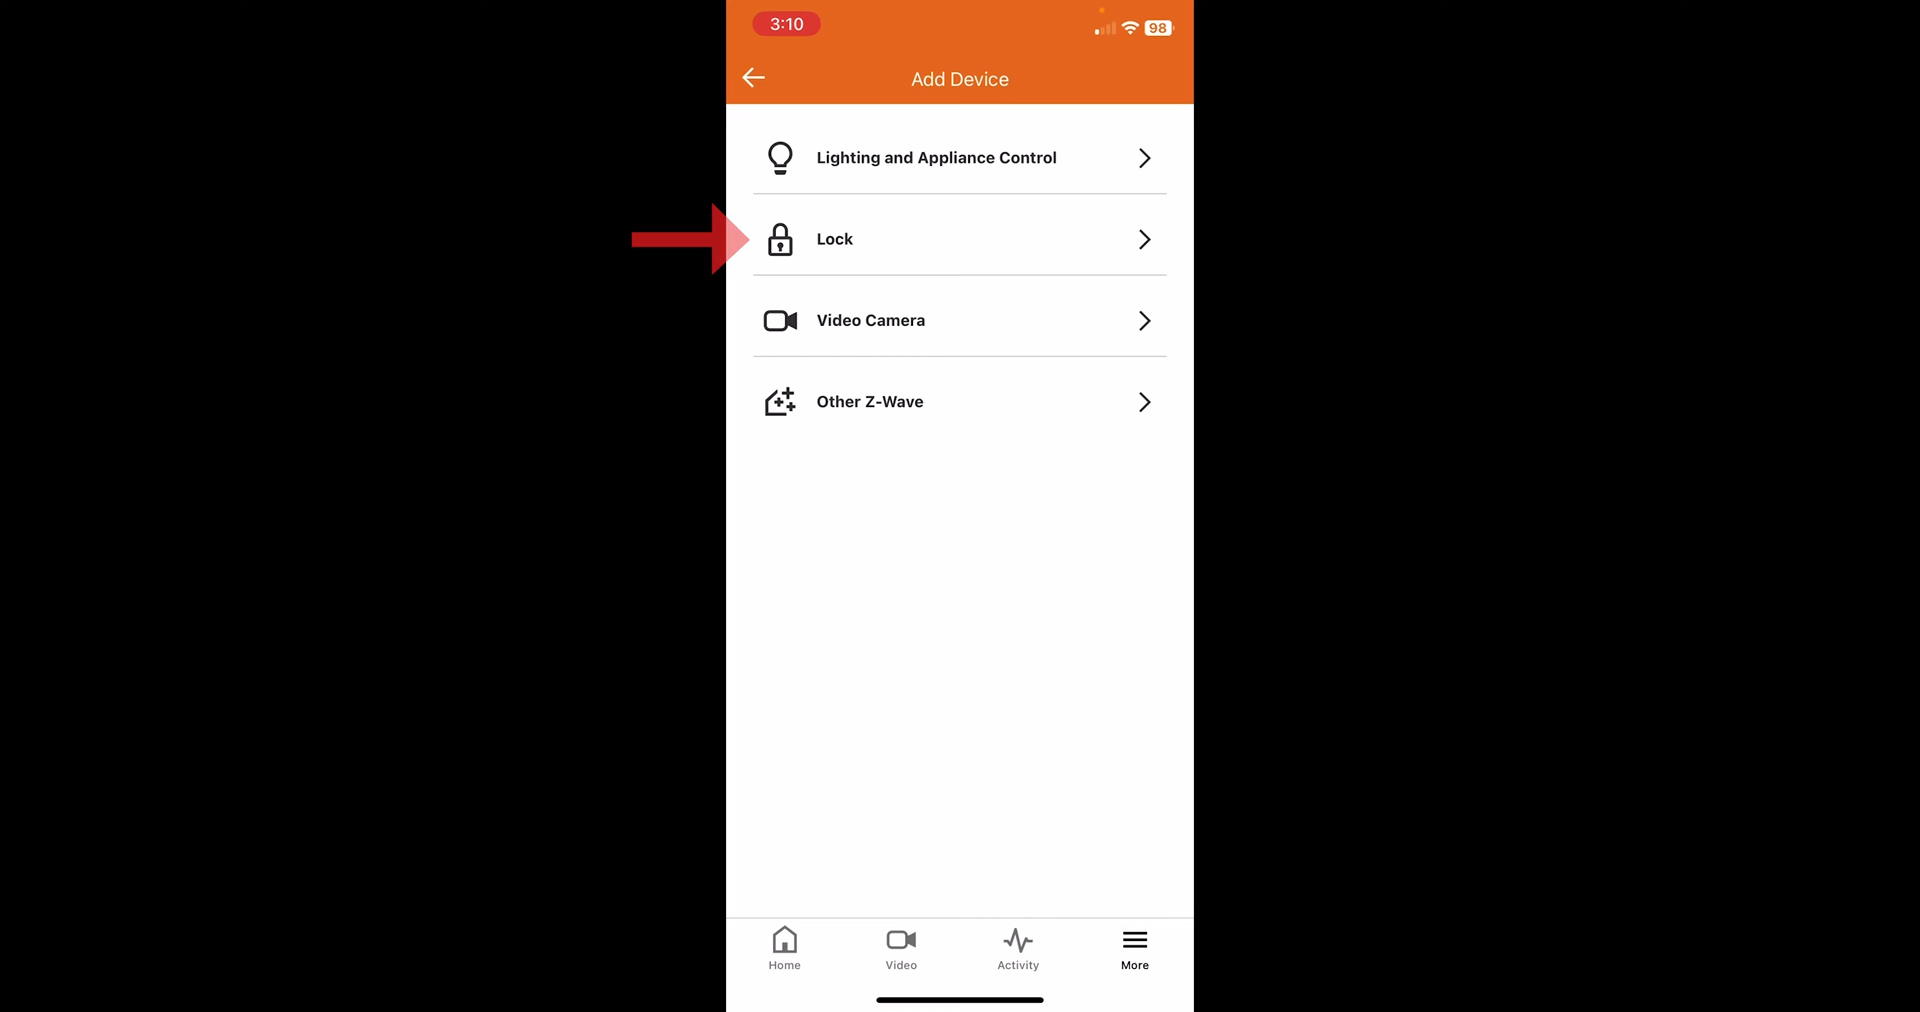 3:10
98
Add Device
Lighting and Appliance Control
Lock
Video Camera
Other Z-Wave
Home
Video
Activity
More